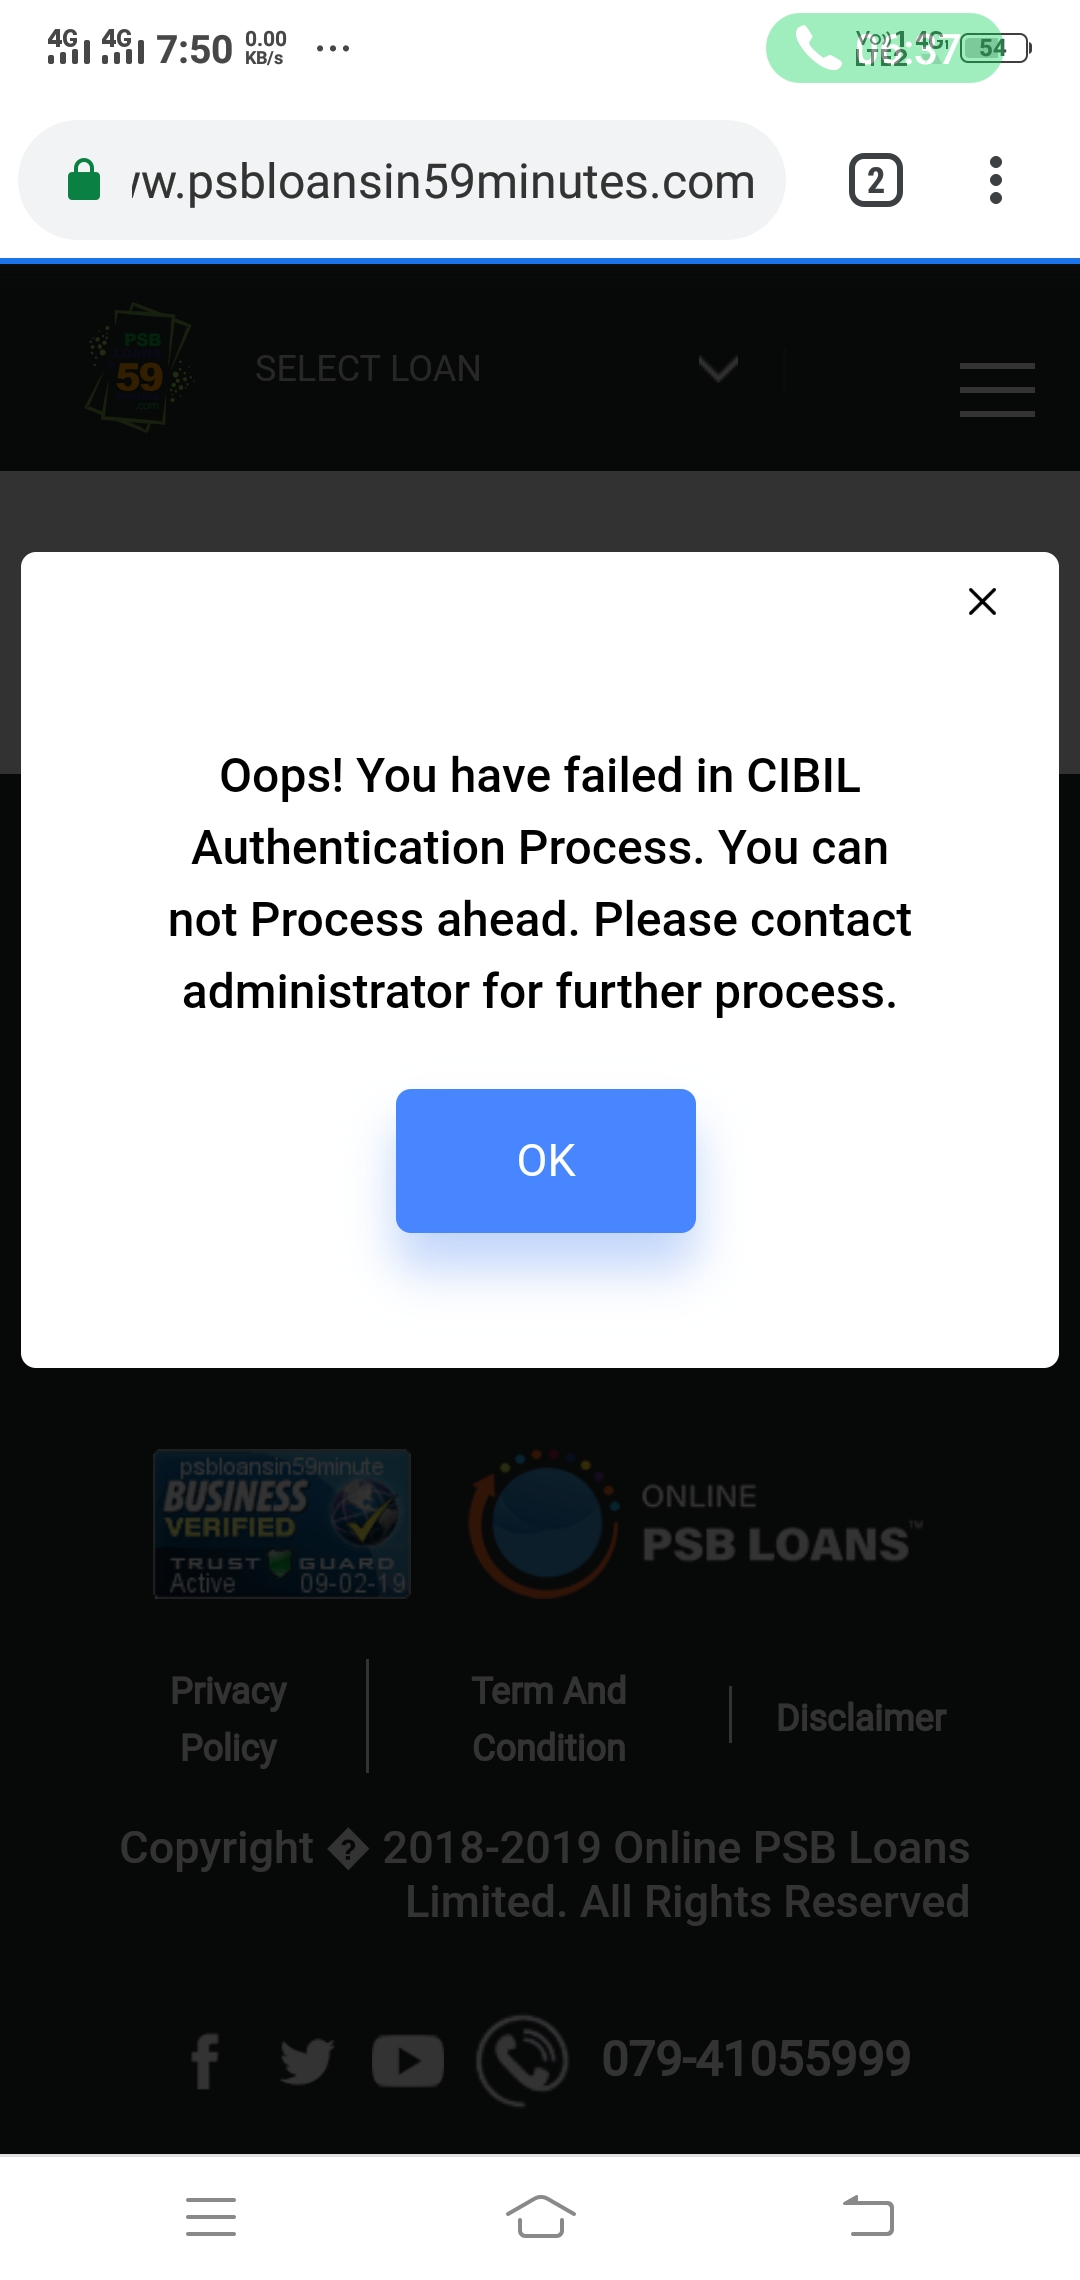 4G 4G 7:50 0.00 KB/s ...
4G 54
LTE2
www.psbloansin59minutes.com
2
PSB
59
.com
SELECT LOAN
Oops! You have failed in CIBIL
Authentication Process. You can
not Process ahead. Please contact
administrator for further process.
OK
psbloansin59minute
BUSINESS
VERIFIED
TRUST GUARD
Active 09-02-19
ONLINE
PSB LOANS™
Privacy
Policy
Term And
Condition
Disclaimer
Copyright � 2018-2019 Online PSB Loans
Limited. All Rights Reserved
079-41055999